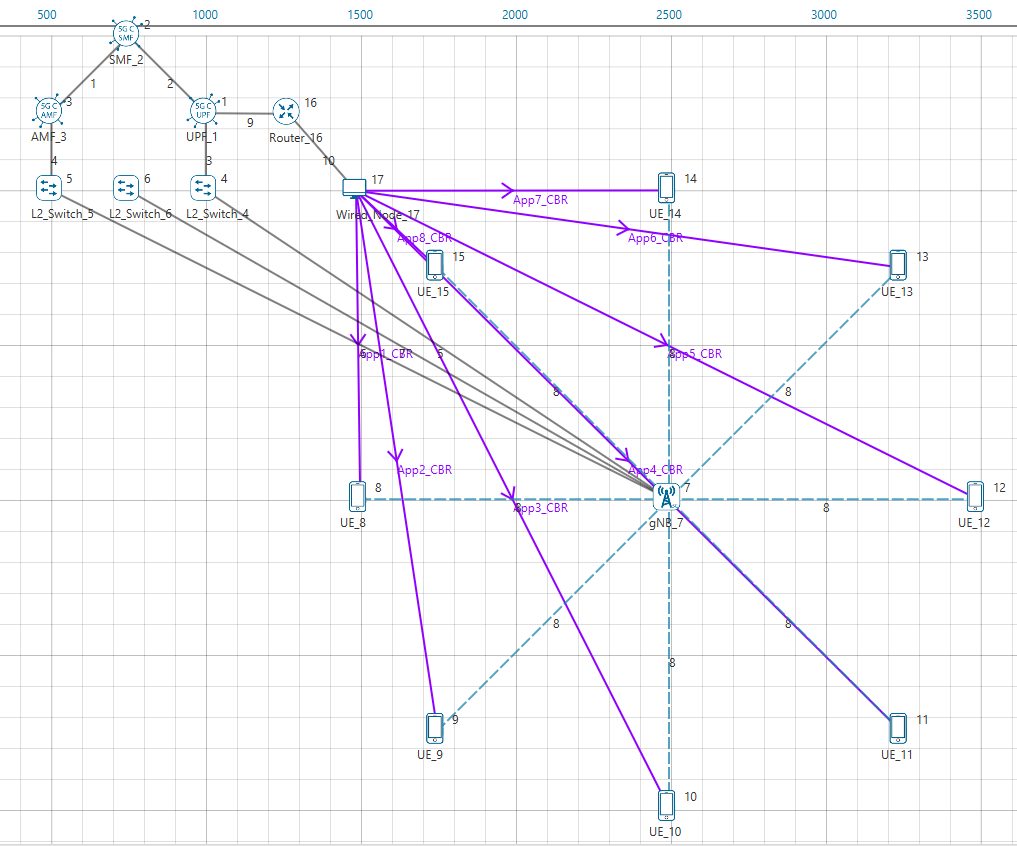 500 1000 1500 2000 2500 3000 3500
5G C
SMF
2
SMF_2
1
2
5G C
AMF
3
AMF_3
5G C
UPF
1
UPF_1
9
16
Router_16
4
3
10
5
L2_Switch_5
6
L2_Switch_6
4
L2_Switch_4
17
Wired_Node_17
14
UE_14
App7_CBR
App8_CBR
App6_CBR
15
UE_15
13
UE_13
App1_CBR
5
App5_CBR
8
8
App4_CBR
8
UE_8
App2_CBR
App3_CBR
7
gNB_7
8
12
UE_12
8
8
8
9
UE_9
11
UE_11
10
UE_10